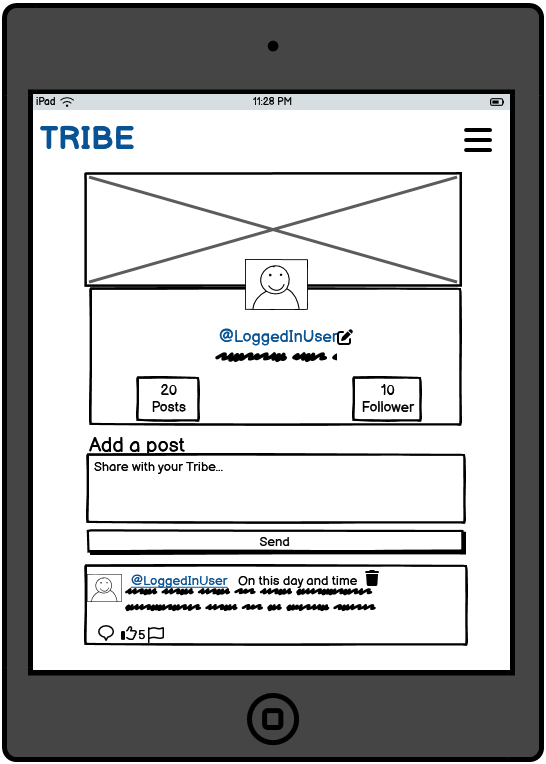 iPad 11:28 PM
TRIBE
@LoggedInUser
20 10
Posts Follower
Add a post
Share with your Tribe...
Send
@LoggedInUser On this day and time
5